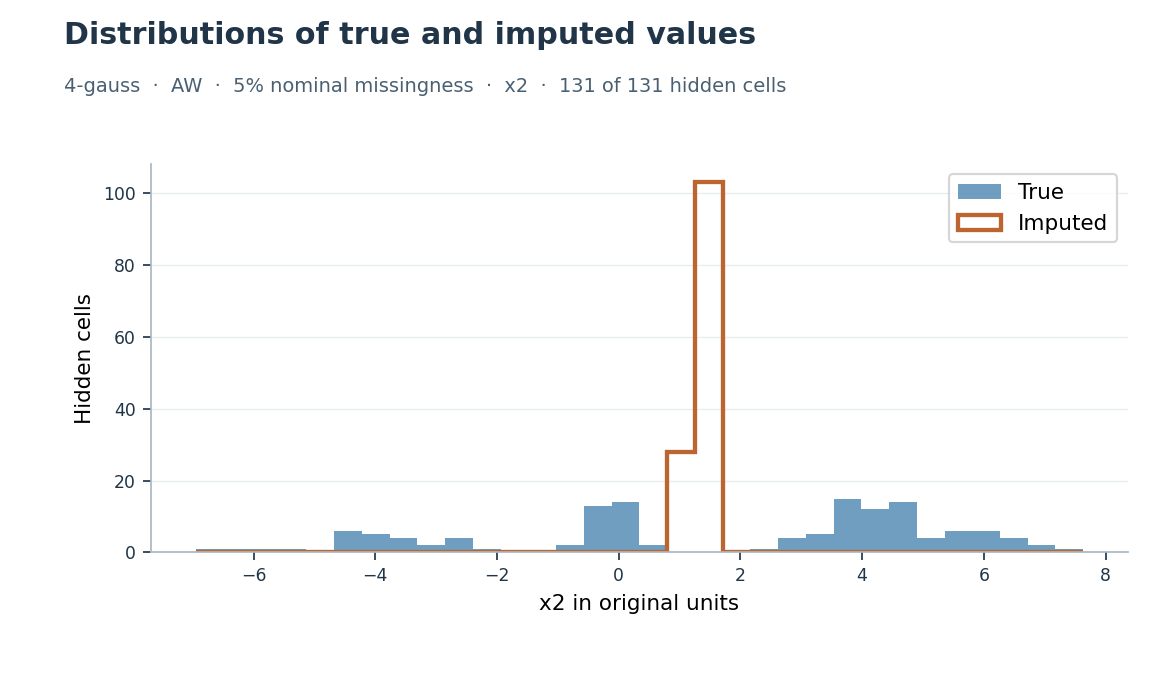 Distributions of true and imputed values
4-gauss · AW · 5% nominal missingness · x2 · 131 of 131 hidden cells
True
Imputed
Hidden cells
100
80
60
40
20
0
−6 −4 −2 0 2 4 6 8
x2 in original units